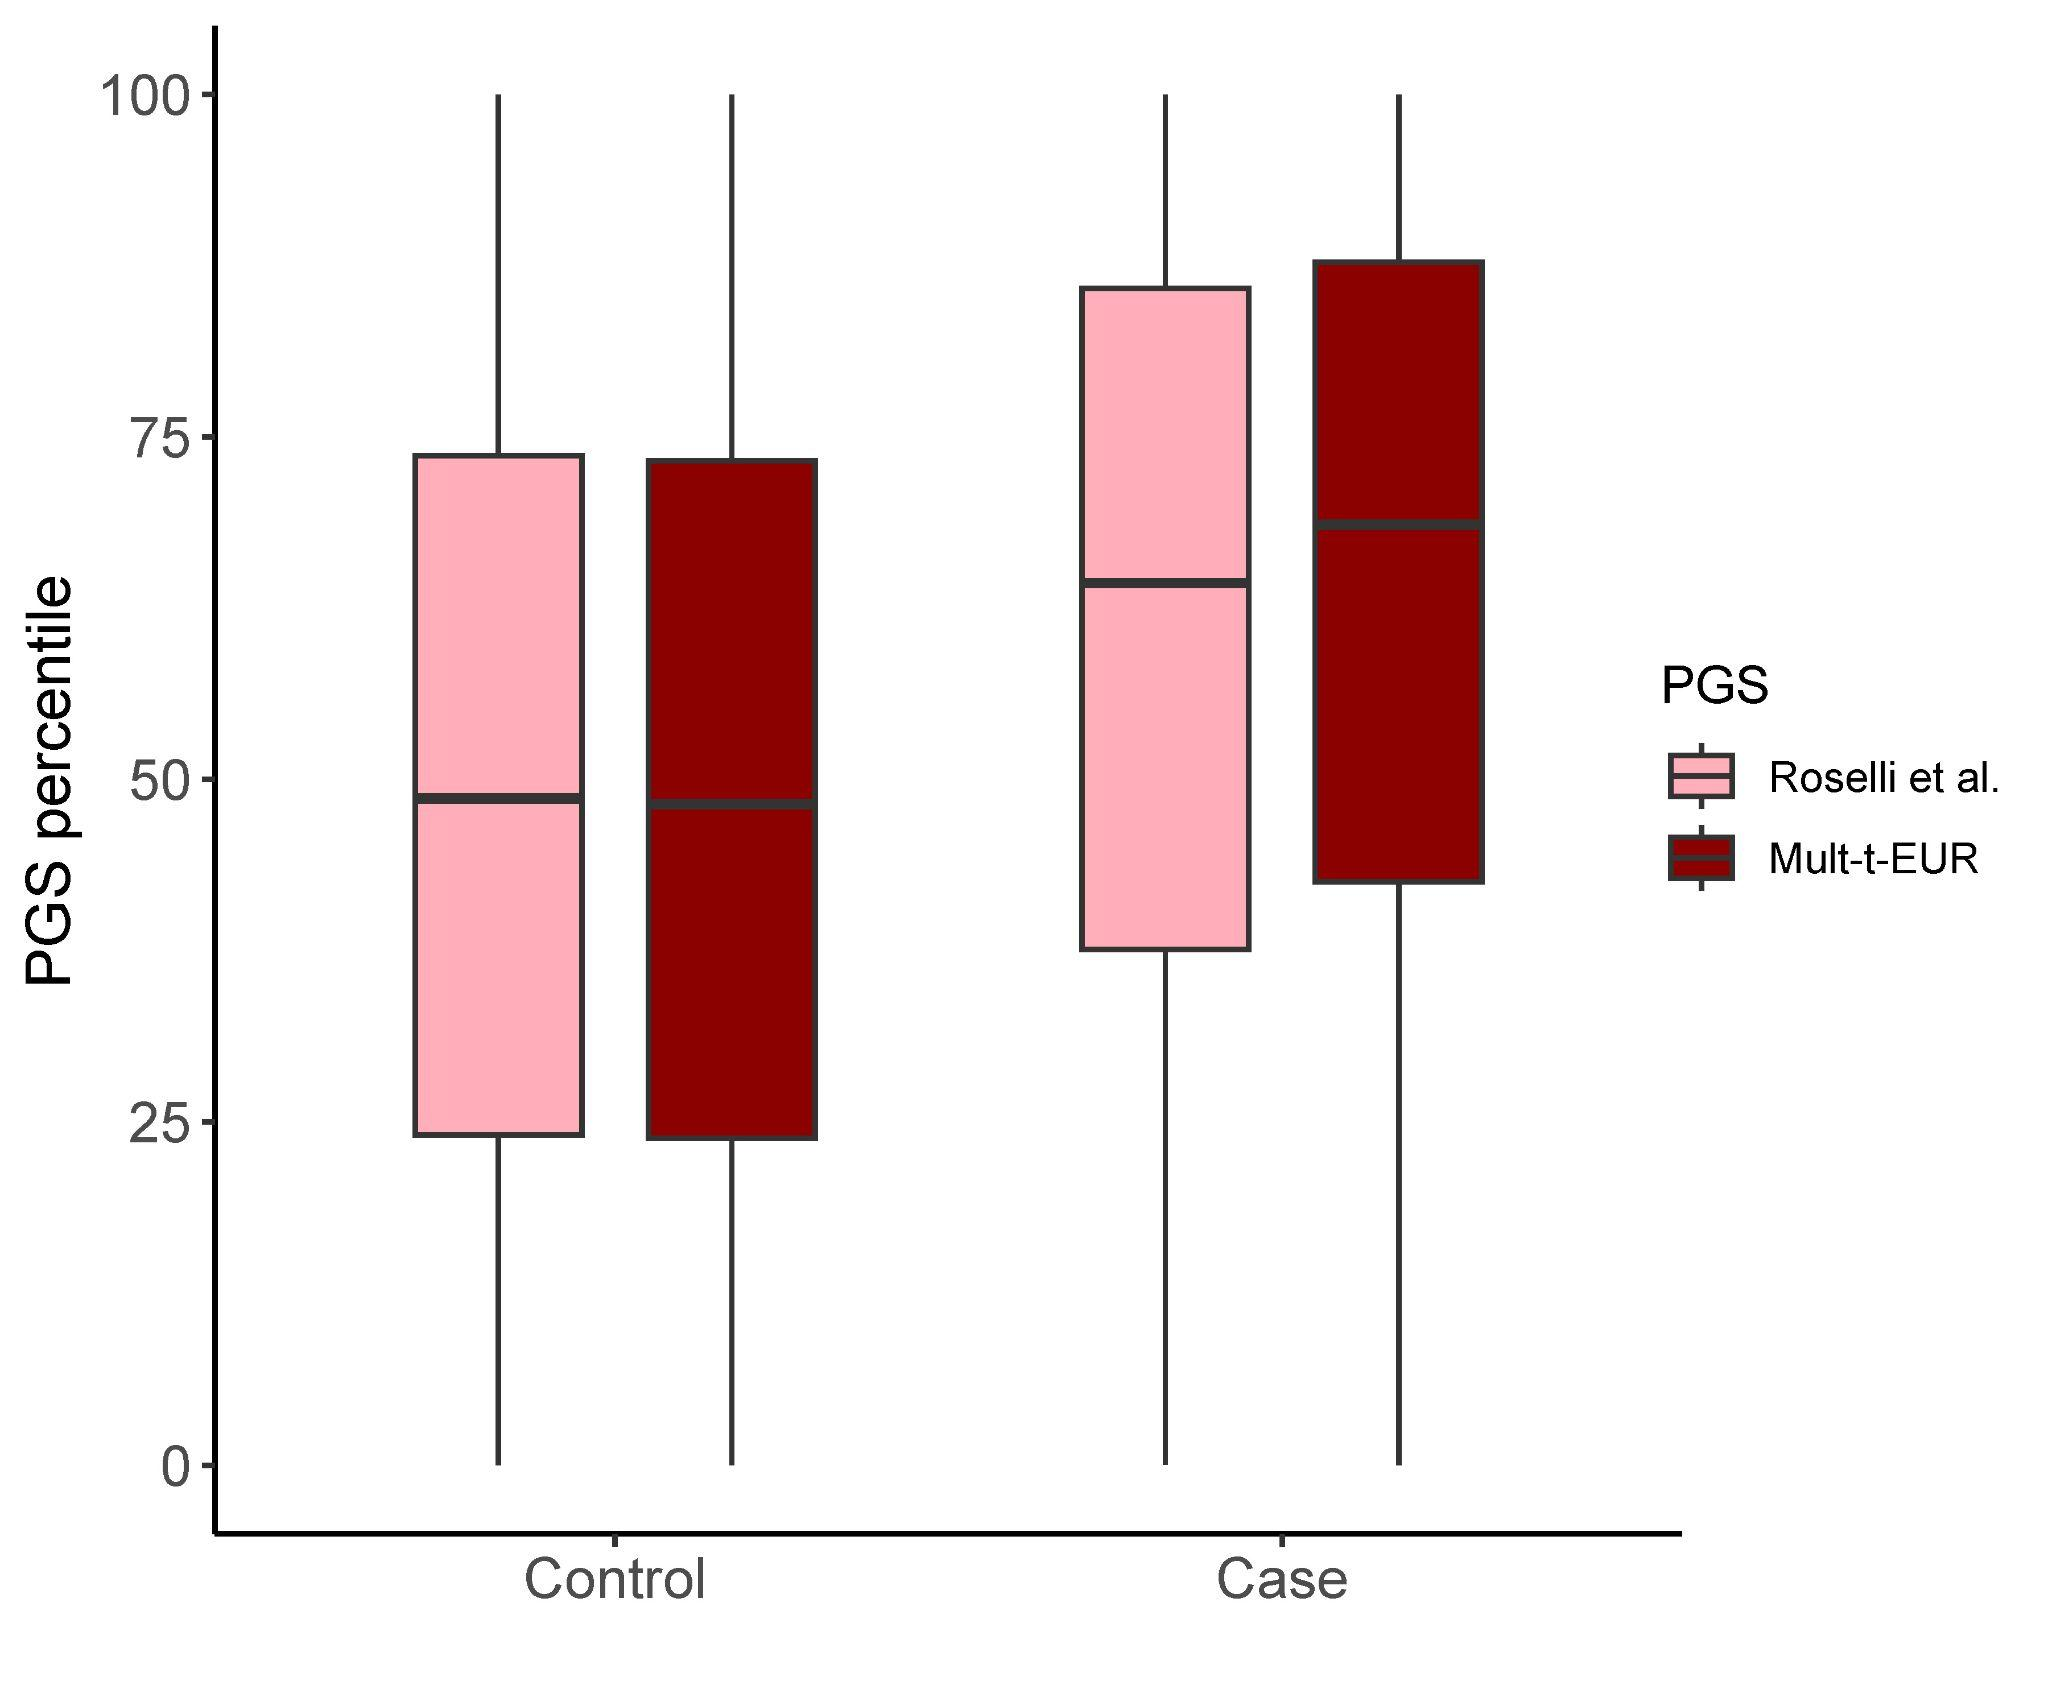 PGS percentile
100
75
50
25
0
Control
Case
PGS
Roselli et al.
Mult-t-EUR